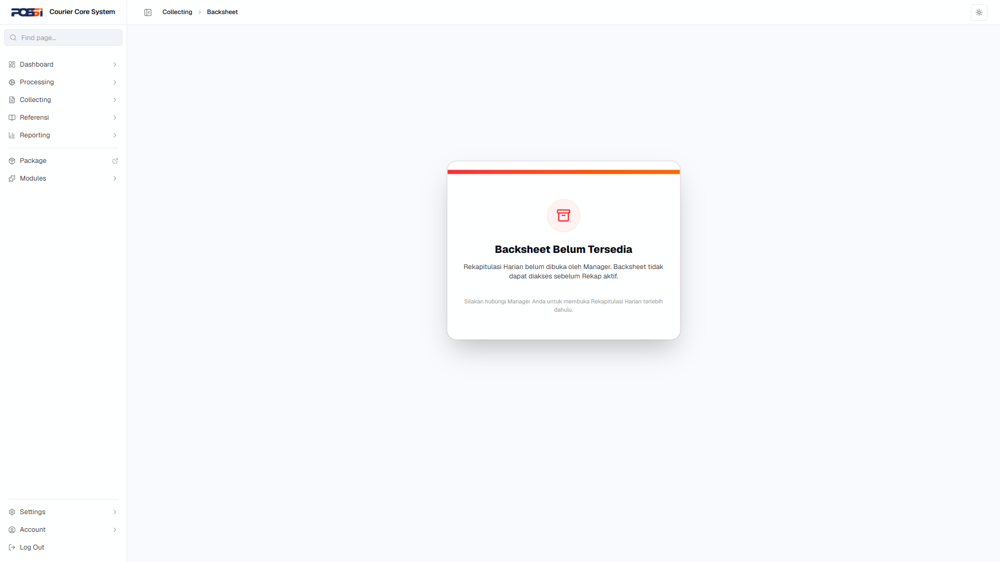 POSSi Courier Core System
Collecting
Backsheet
Find page...
Dashboard
Processing
Collecting
Referensi
Reporting
Package
Modules
Backsheet Belum Tersedia
Rekapitulasi Harian belum dibuka oleh Manager. Backsheet tidak
dapat diakses sebelum Rekap aktif.
Silakan hubungi Manager Anda untuk membuka Rekapitulasi Harian terlebih
dahulu.
Settings
Account
Log Out